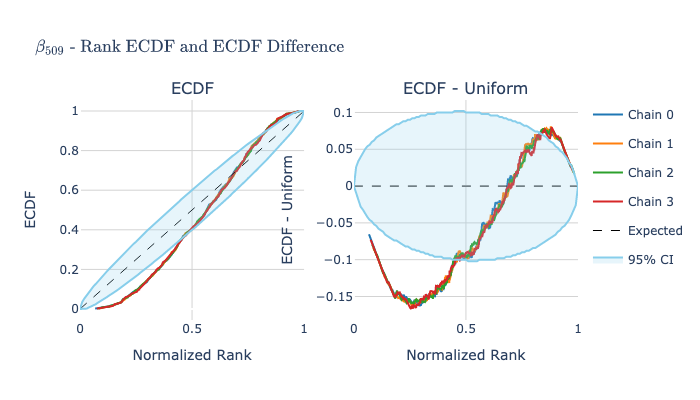 β509 - Rank ECDF and ECDF Difference
ECDF
ECDF - Uniform
1
0.8
0.6
0.4
0.2
0
ECDF
0
0.5
1
Normalized Rank
0.1
0.05
0
−0.05
−0.1
−0.15
ECDF - Uniform
0
0.5
1
Normalized Rank
Chain 0
Chain 1
Chain 2
Chain 3
Expected
95% CI